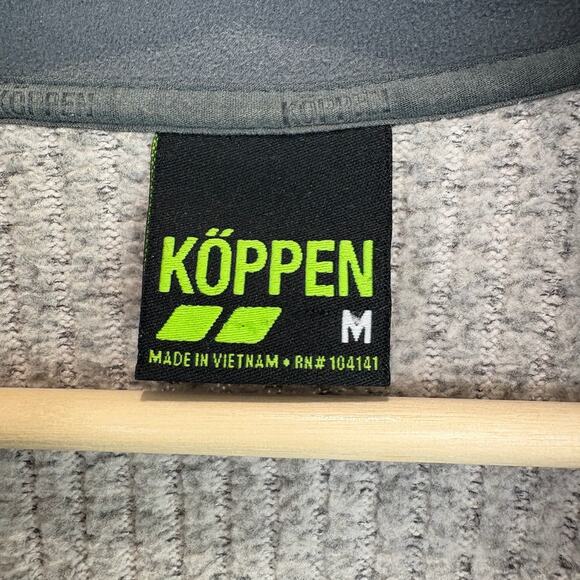 KÖPPEN KÖPPEN
KÖPPEN
M
MADE IN VIETNAM • RN# 104141